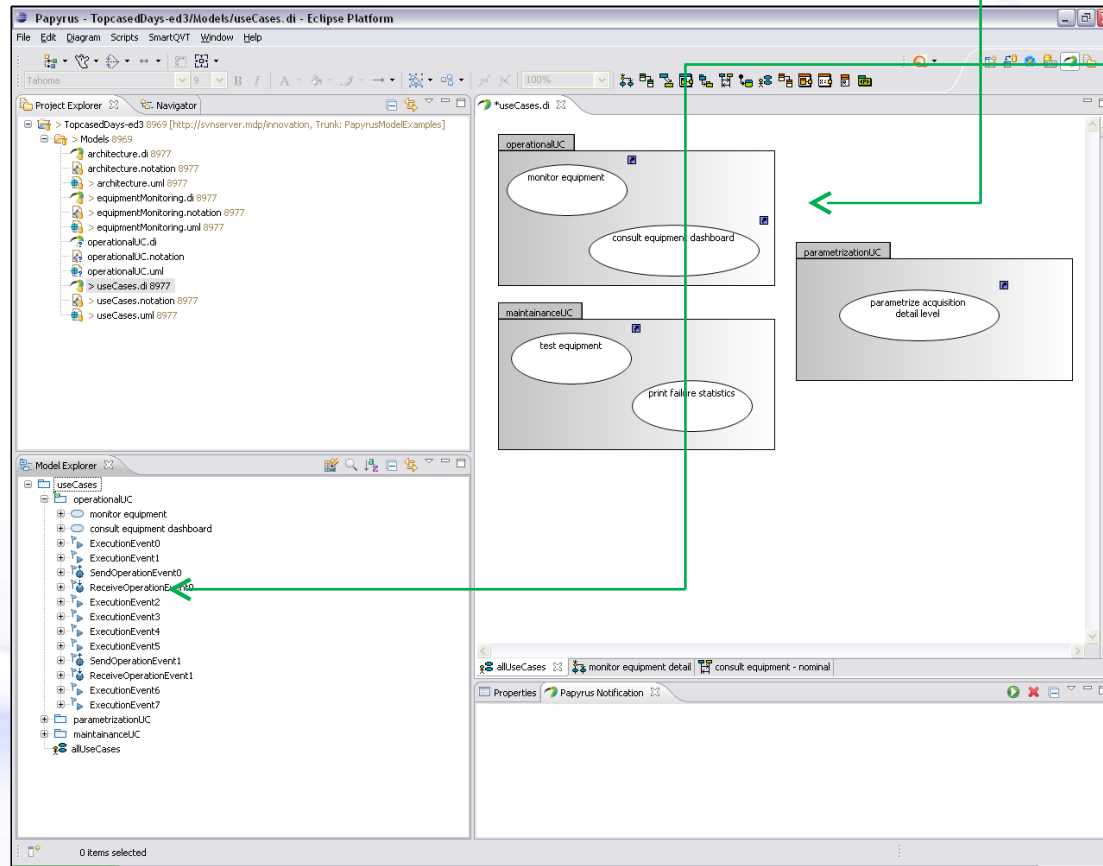 Papyrus - TopcasedDays-ed3/Models/useCases.di - Eclipse Platform
File Edit Diagram Scripts SmartQVT Window Help
Tahoma 9 B I A 100%
Project Explorer Navigator
> TopcasedDays-ed3 8969 [http://svnserver.mdp/innovation, Trunk: PapyrusModelExamples]
> Models 8969
architecture.di 8977
architecture.notation 8977
> architecture.uml 8977
> equipmentMonitoring.di 8977
> equipmentMonitoring.notation 8977
> equipmentMonitoring.uml 8977
operationalUC.di
operationalUC.notation
operationalUC.uml
> useCases.di 8977
> useCases.notation 8977
> useCases.uml 8977
*useCases.di
operationalUC
monitor equipment
consult equipment dashboard
parametrizationUC
parametrize acquisition
detail level
maintainanceUC
test equipment
print failure statistics
Model Explorer
useCases
operationalUC
monitor equipment
consult equipment dashboard
ExecutionEvent0
ExecutionEvent1
SendOperationEvent0
ReceiveOperationEvent0
ExecutionEvent2
ExecutionEvent3
ExecutionEvent4
ExecutionEvent5
SendOperationEvent1
ReceiveOperationEvent1
ExecutionEvent6
ExecutionEvent7
parametrizationUC
maintainanceUC
allUseCases
allUseCases monitor equipment detail consult equipment - nominal
Properties Papyrus Notification
0 items selected